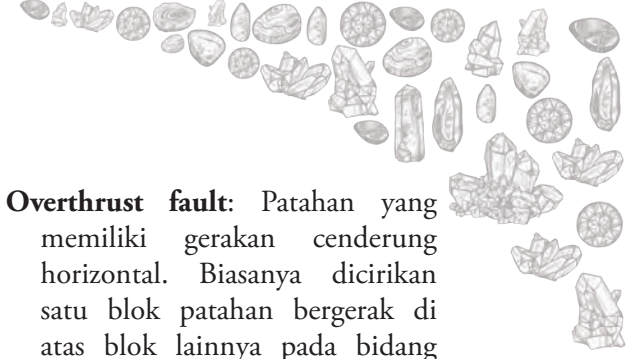 Overthrust fault: Patahan yang
memiliki gerakan cenderung
horizontal. Biasanya dicirikan
satu blok patahan bergerak di
atas blok lainnya pada bidang